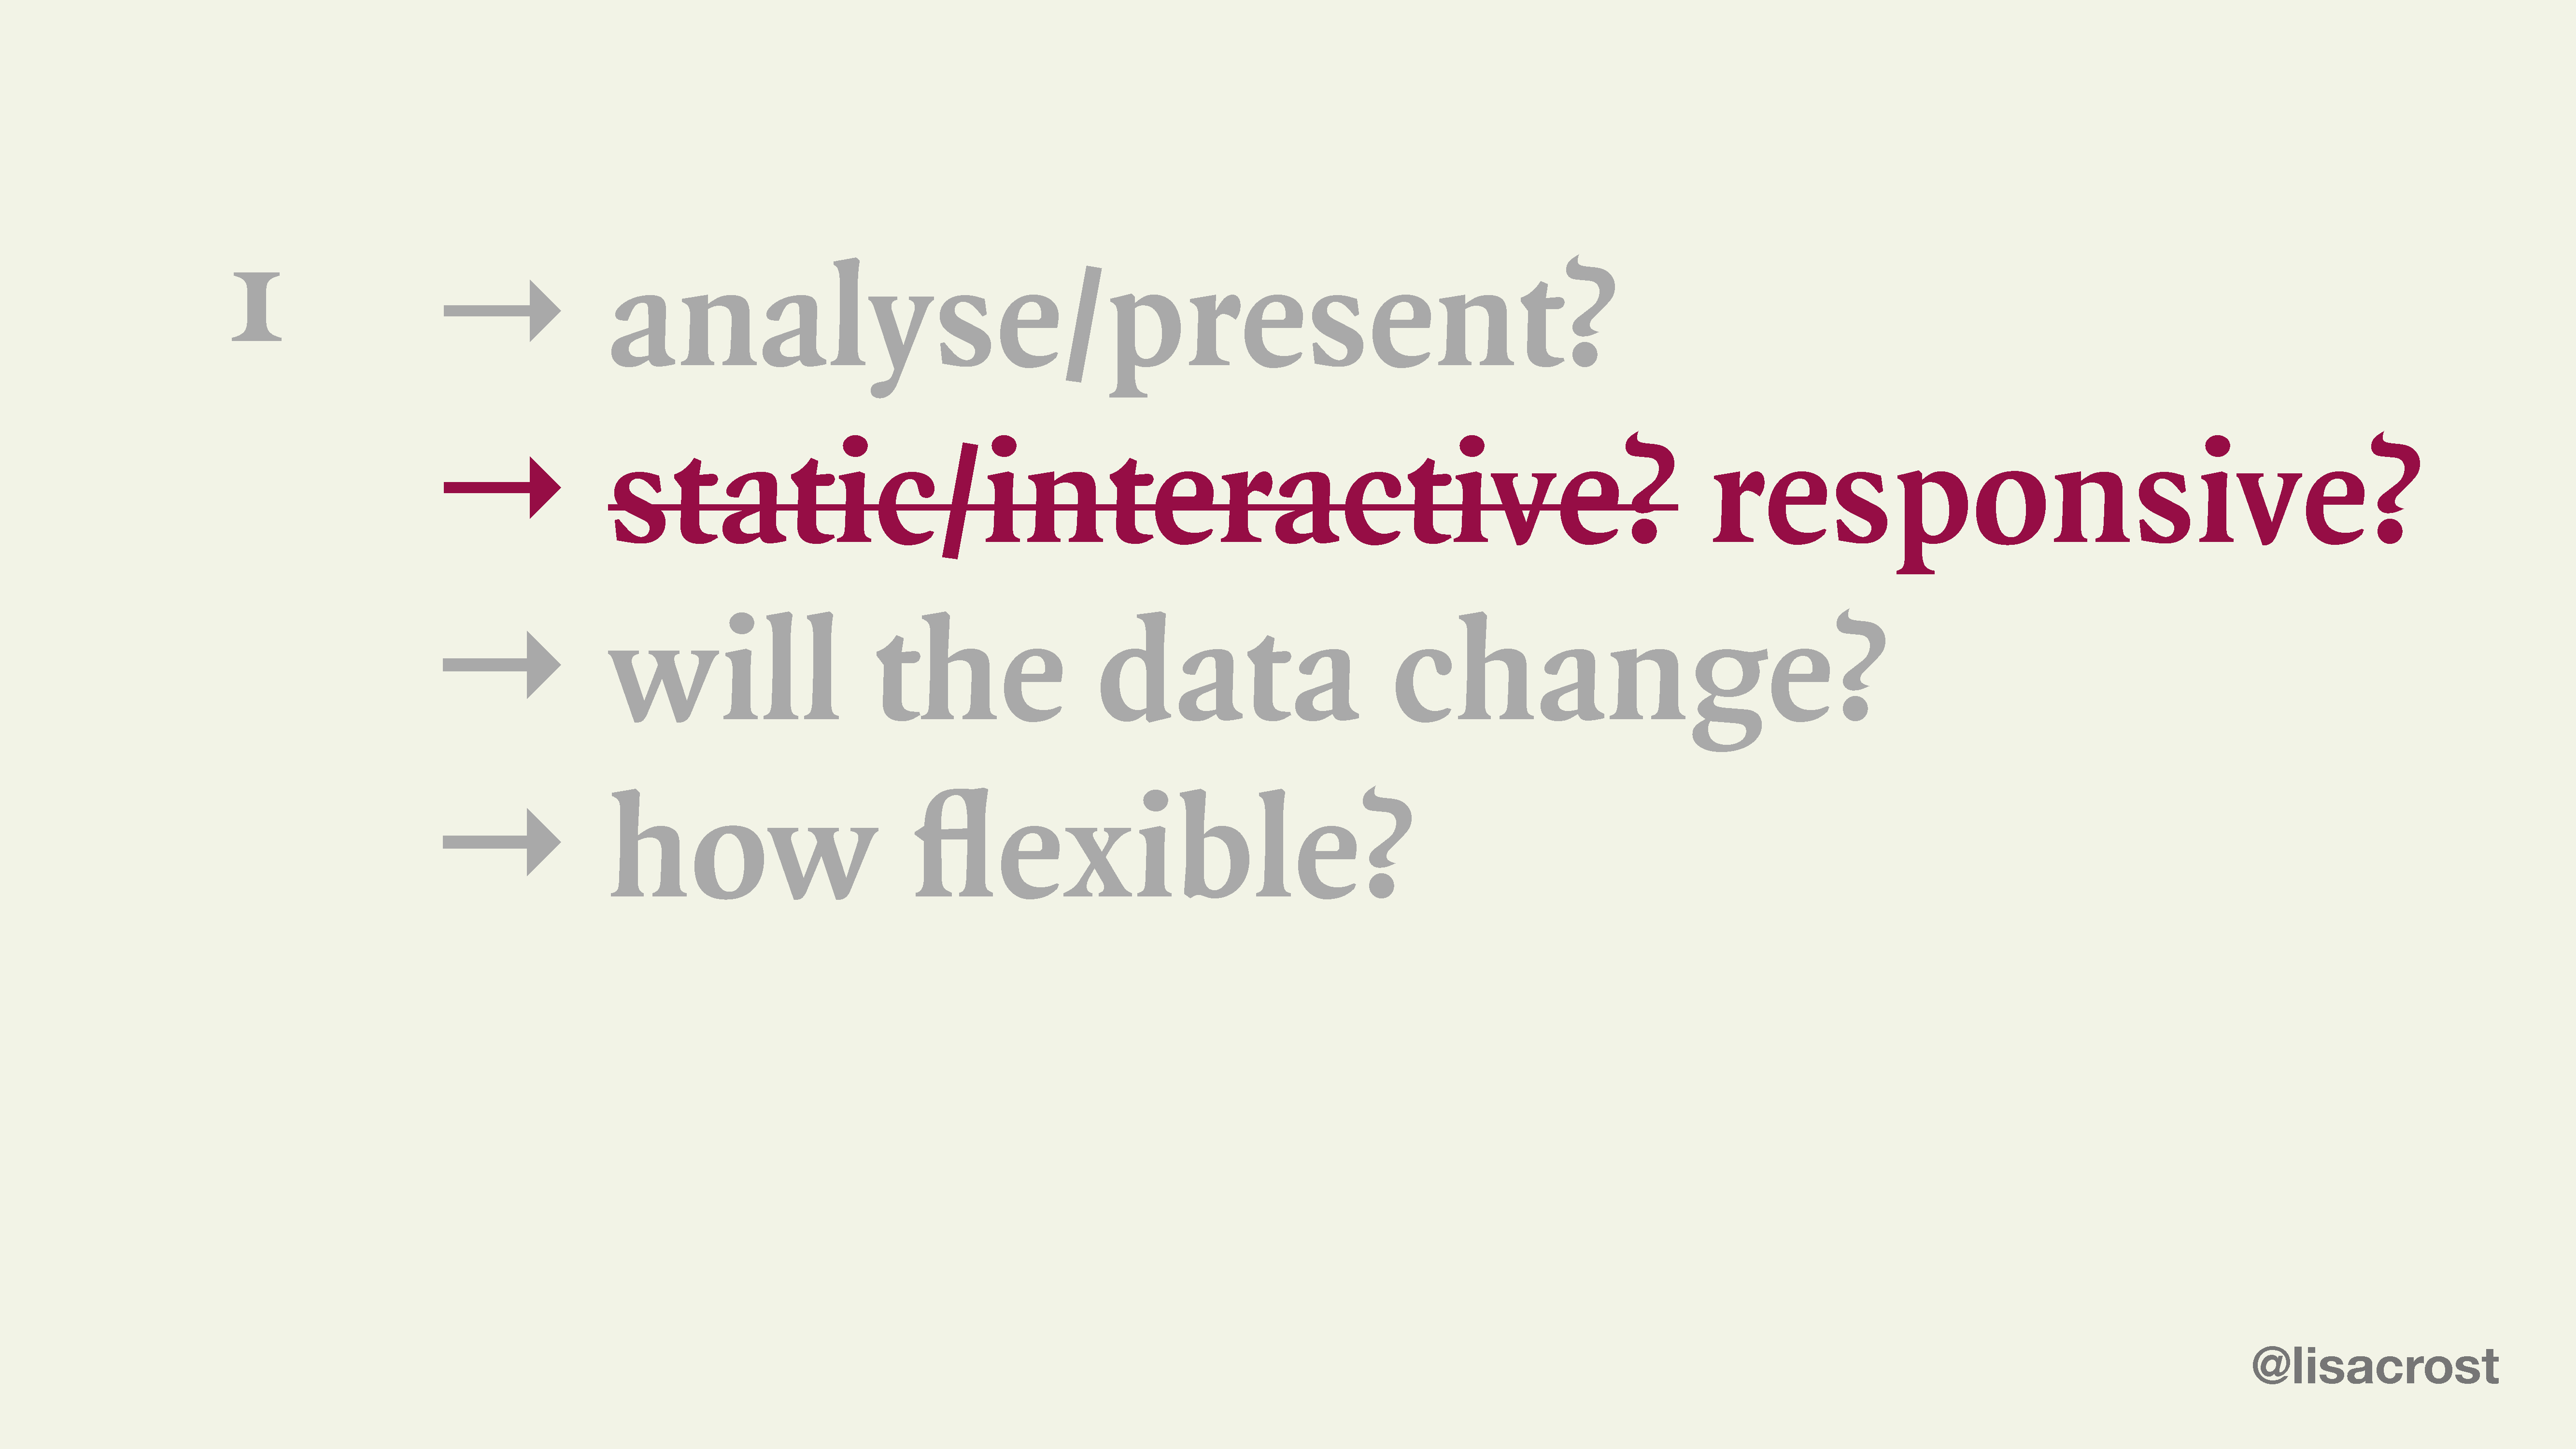 1 → analyse/present?
→ static/interactive? responsive?
→ will the data change?
→ how flexible?
@lisacrost